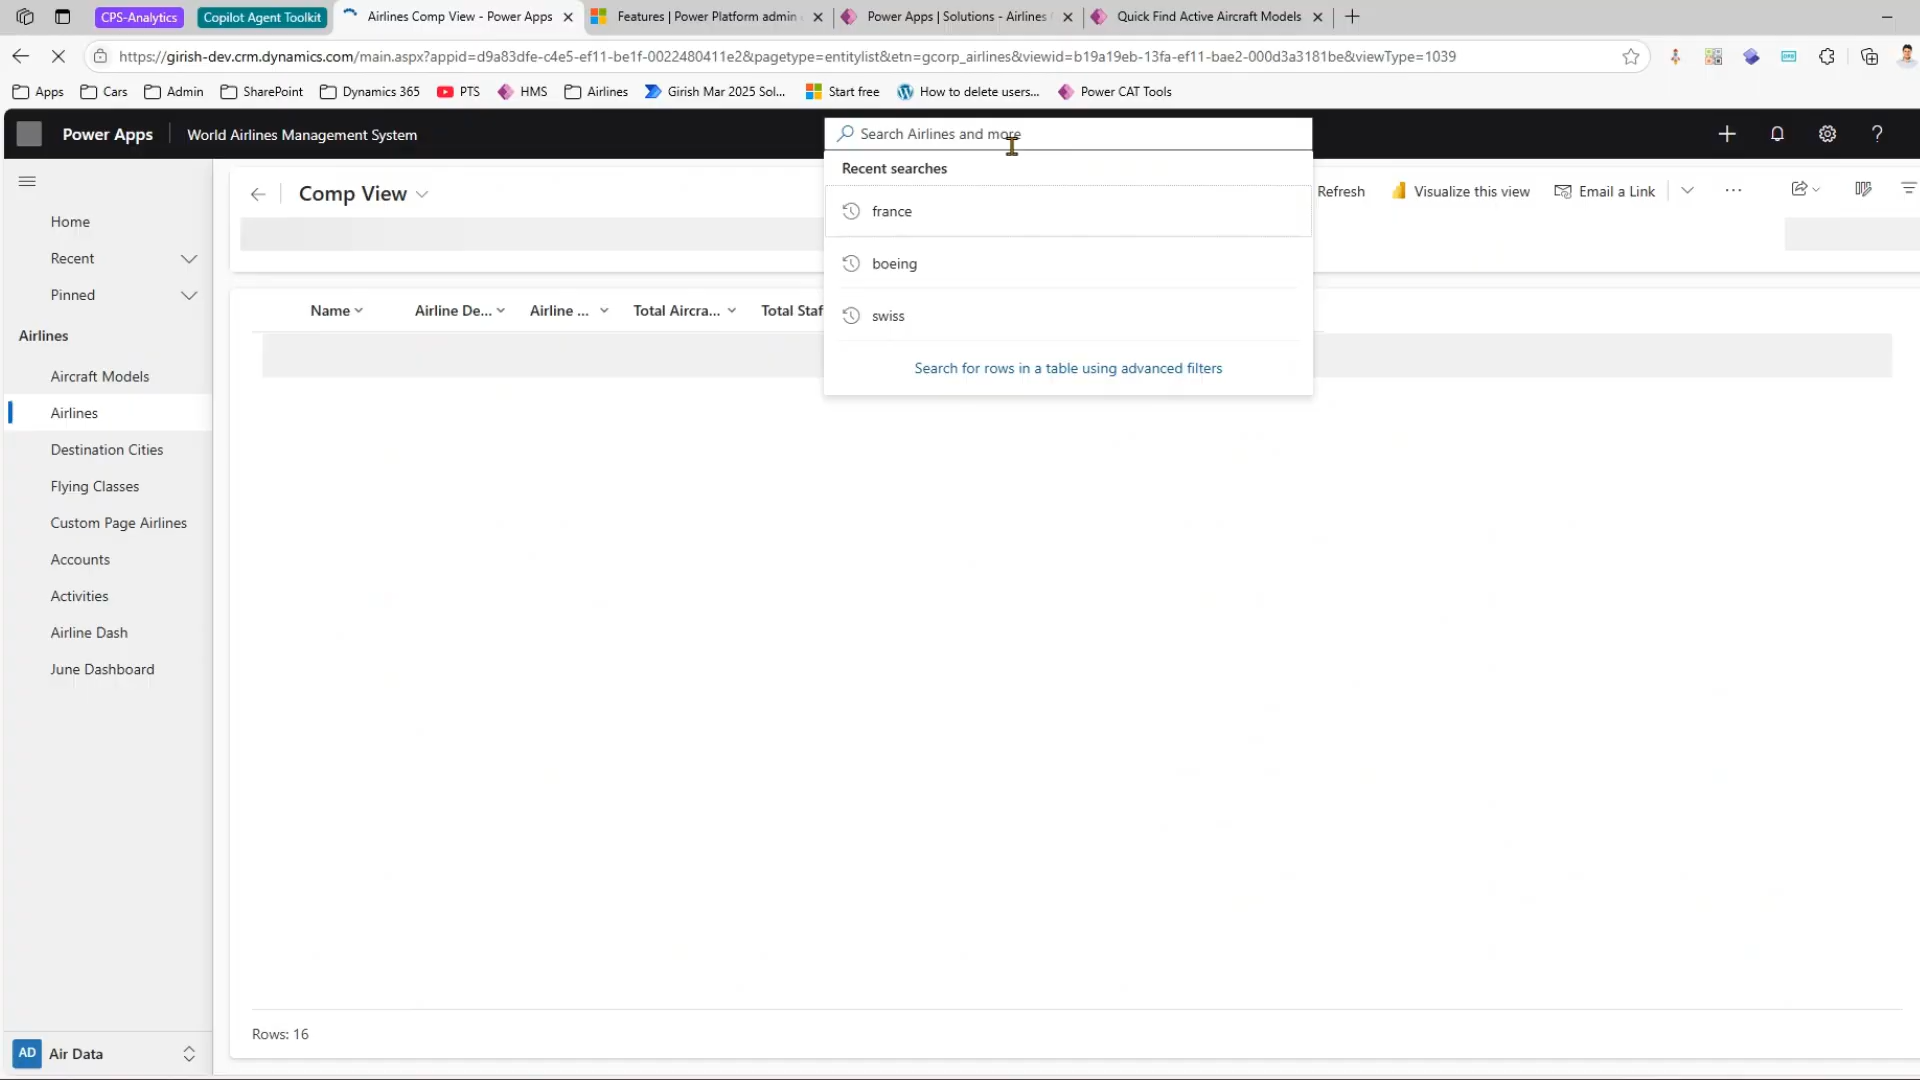 CPS-Analytics
Copilot Agent Toolkit
Airlines Comp View - Power Apps
Features | Power Platform admin
Power Apps | Solutions - Airlines
Quick Find Active Aircraft Models
https://girish-dev.crm.dynamics.com/main.aspx?appid=d9a83dfe-c4e5-ef11-be1f-0022480411e2&pagetype=entitylist&etn=gcorp_airlines&viewid=b19a19eb-13fa-ef11-bae2-000d3a3181be&viewType=1039
Apps
Cars
Admin
SharePoint
Dynamics 365
PTS
HMS
Airlines
Girish Mar 2025 Sol...
Start free
How to delete users...
Power CAT Tools
Power Apps
World Airlines Management System
Search Airlines and more
Recent searches
france
boeing
swiss
Search for rows in a table using advanced filters
Comp View
Refresh
Visualize this view
Email a Link
Home
Recent
Pinned
Airlines
Aircraft Models
Airlines
Destination Cities
Flying Classes
Custom Page Airlines
Accounts
Activities
Airline Dash
June Dashboard
Name
Airline De...
Airline ...
Total Aircra...
Total Staf
Rows: 16
AD
Air Data